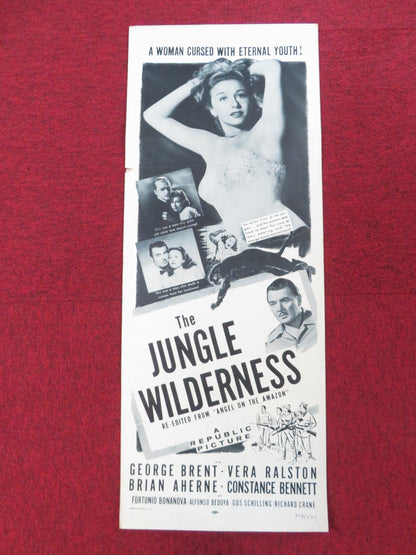 A WOMAN CURSED WITH ETERNAL YOUTH!
The
JUNGLE
WILDERNESS
RE-EDITED FROM "ANGEL ON THE AMAZON"
A
REPUBLIC
PICTURE
GEORGE BRENT · VERA RALSTON
BRIAN AHERNE · CONSTANCE BENNETT
FORTUNIO BONANOVA · ALFONSO BEDOYA · GUS SCHILLING RICHARD CRANE